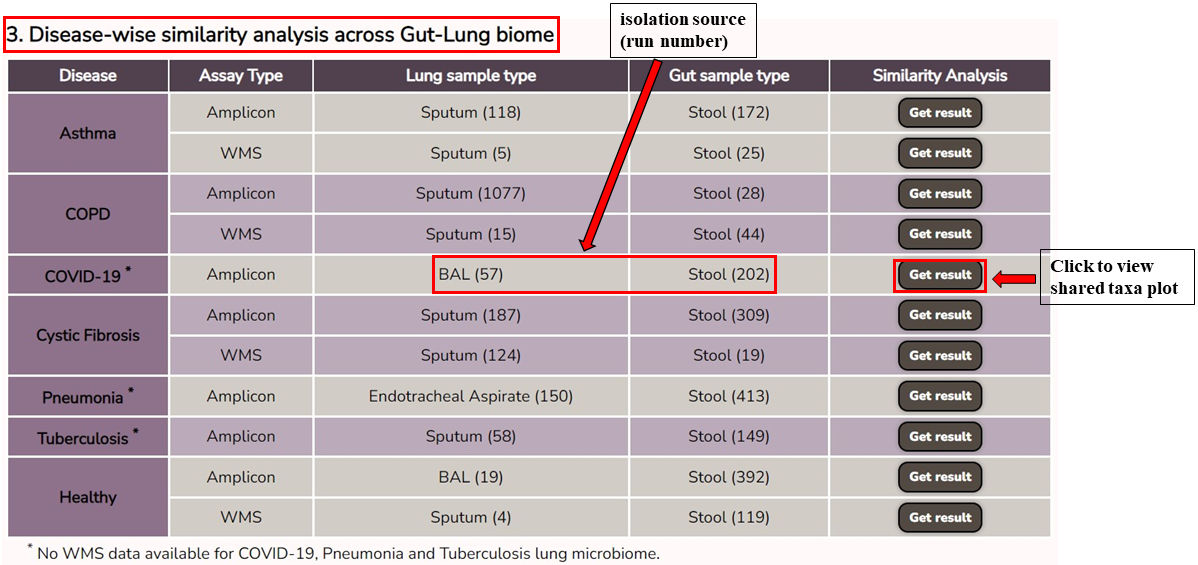 isolation source
(run number)
3. Disease-wise similarity analysis across Gut-Lung biome
Disease Assay Type Lung sample type Gut sample type Similarity Analysis
Asthma
Amplicon Sputum (118) Stool (172) Get result
WMS Sputum (5) Stool (25) Get result
COPD
Amplicon Sputum (1077) Stool (28) Get result
WMS Sputum (15) Stool (44) Get result
COVID-19 * Amplicon BAL (57) Stool (202) Get result
Click to view
shared taxa plot
Cystic Fibrosis
Amplicon Sputum (187) Stool (309) Get result
WMS Sputum (124) Stool (19) Get result
Pneumonia * Amplicon Endotracheal Aspirate (150) Stool (413) Get result
Tuberculosis * Amplicon Sputum (58) Stool (149) Get result
Healthy
Amplicon BAL (19) Stool (392) Get result
WMS Sputum (4) Stool (119) Get result
* No WMS data available for COVID-19, Pneumonia and Tuberculosis lung microbiome.